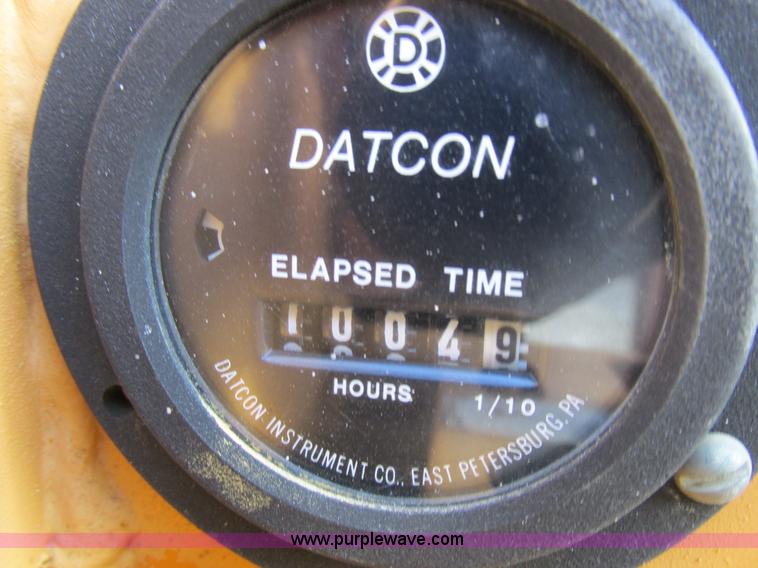 D
DATCON
ELAPSED TIME
10049
HOURS 1/10
DATCON INSTRUMENT CO., EAST PETERSBURG, PA.
www.purplewave.com